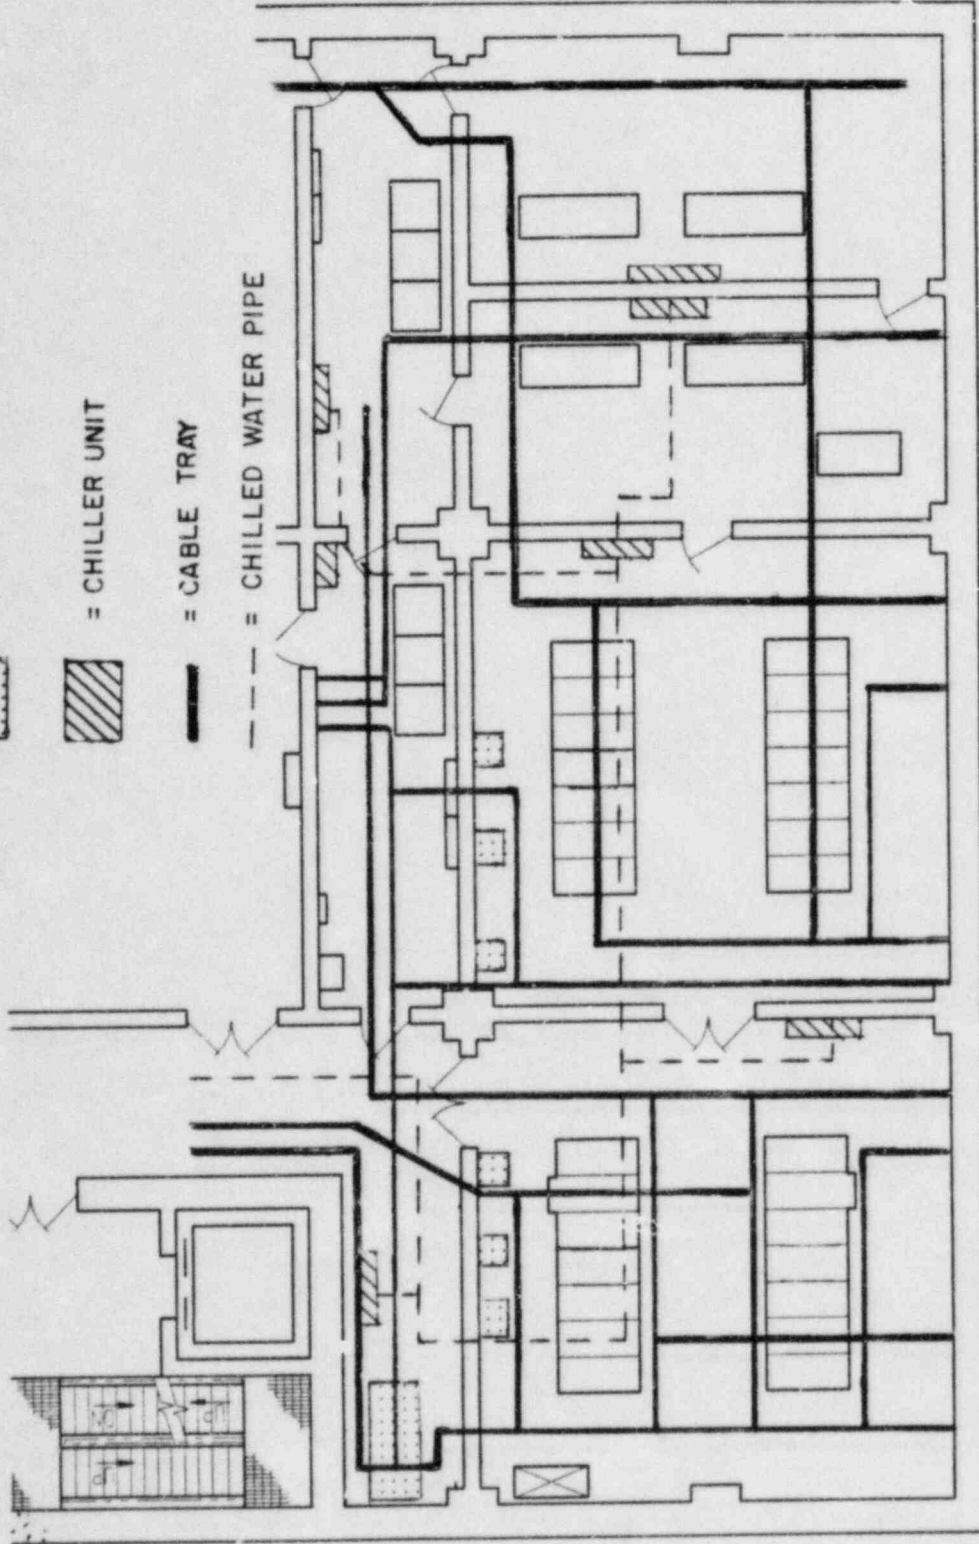 = CHILLER UNIT
= CABLE TRAY
= CHILLED WATER PIPE